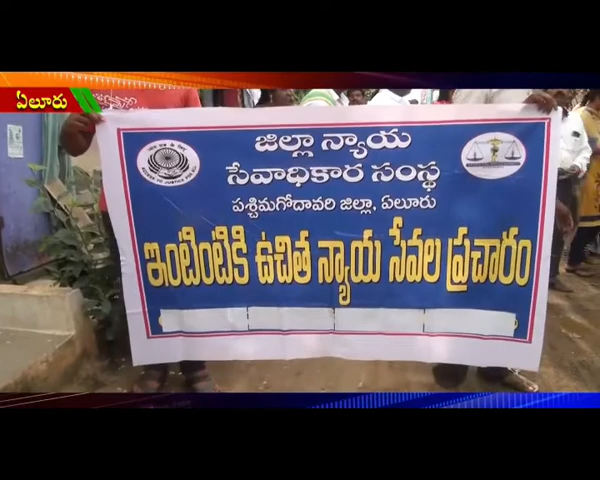 ఏలూరు
జిల్లా న్యాయ
సేవాధికార సంస్థ
పశ్చిమగోదావరి జిల్లా, ఏలూరు
ఇంటింటికి ఉచిత న్యాయ సేవల ప్రచారం